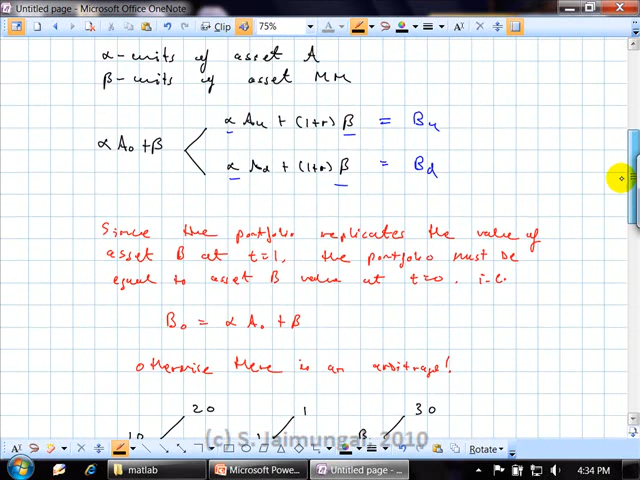 Untitled page - Microsoft Office OneNote
Clip
75%
α-units of asset A
β-units of asset MM
α A₀ + β
α Aᵤ + (1+r) β = Bᵤ
α A_d + (1+r) β = B_d
Since the portfolio replicates the value of
asset B at t=1, the portfolio must be
equal to asset B value at t=0. i.e.
B₀ = α A₀ + β
otherwise there is an arbitrage!
20 1 30
10
(c) S. Jaimungal, 2010
Rotate
matlab
Microsoft Powe...
Untitled page - M...
4:34 PM